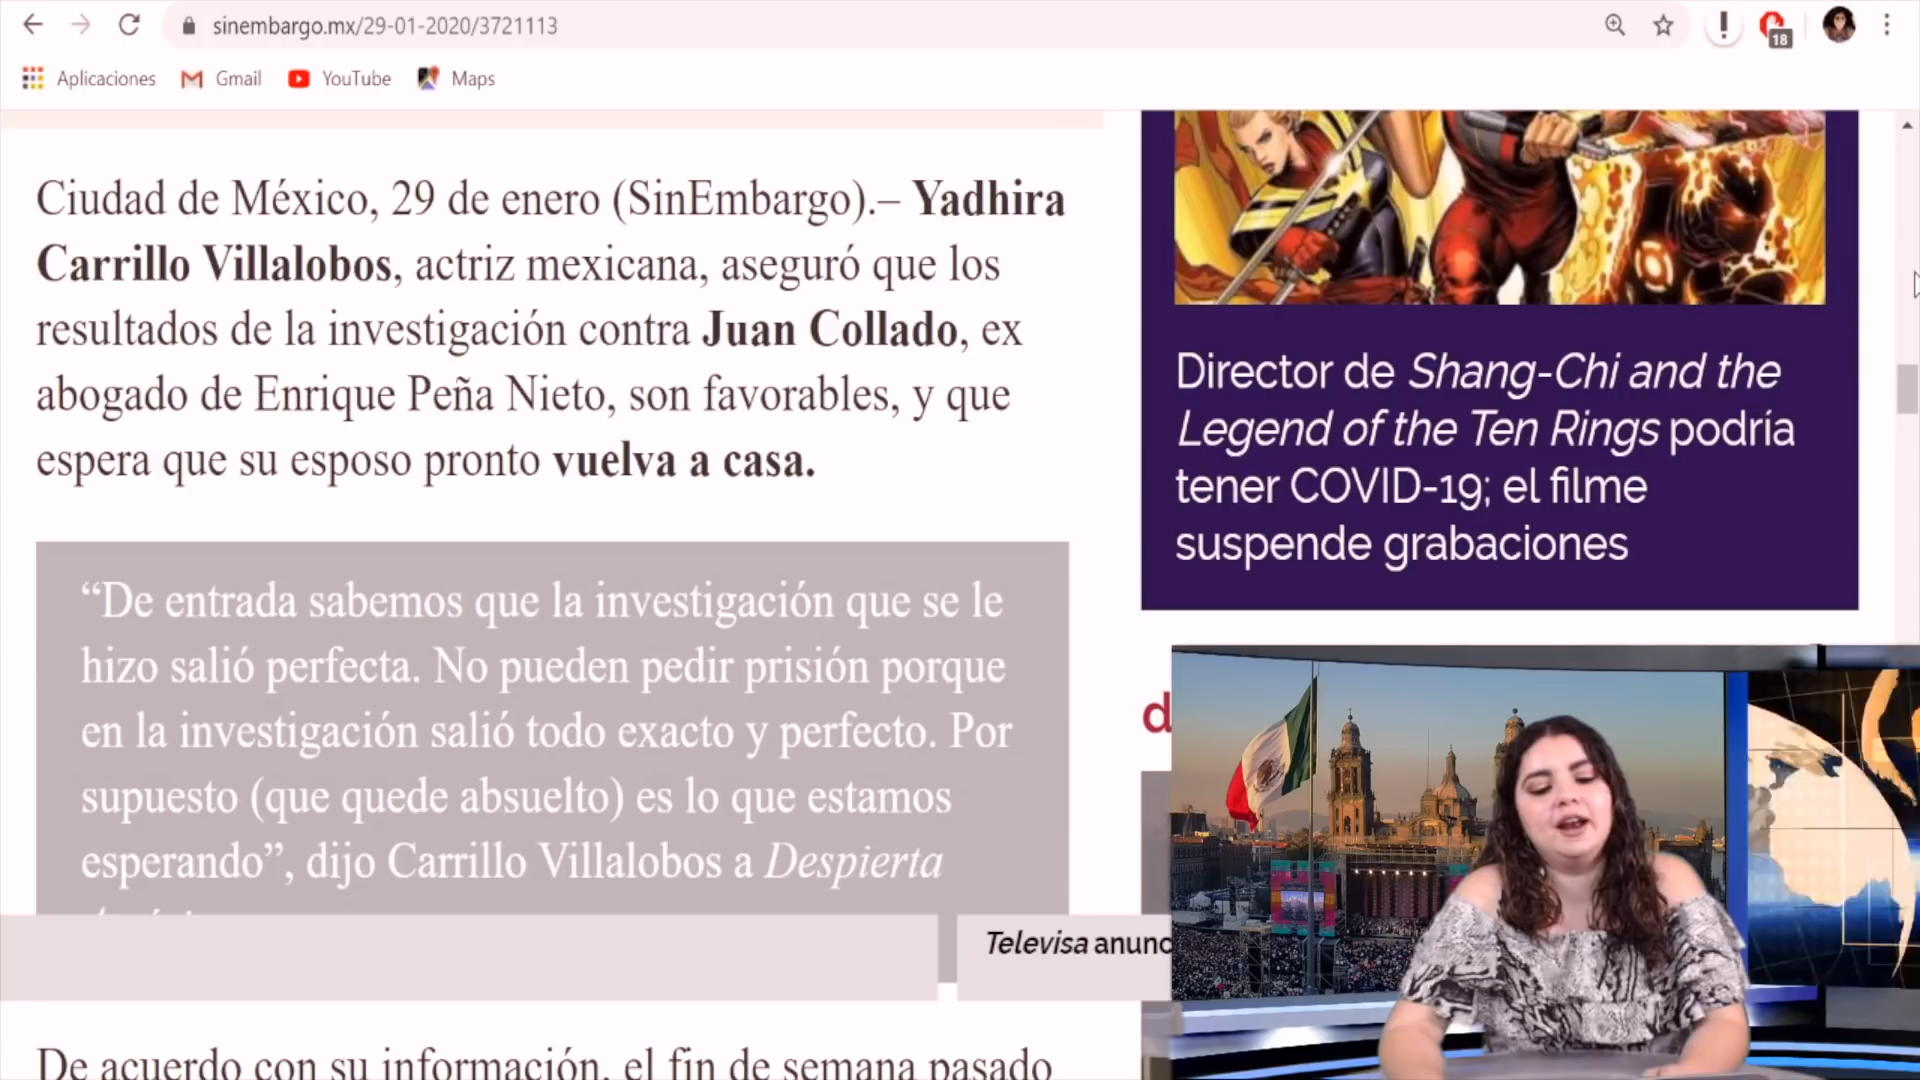 sinembargo.mx/29-01-2020/3721113
18
Aplicaciones Gmail YouTube Maps
Ciudad de México, 29 de enero (SinEmbargo).– Yadhira
Carrillo Villalobos, actriz mexicana, aseguró que los
resultados de la investigación contra Juan Collado, ex
abogado de Enrique Peña Nieto, son favorables, y que
espera que su esposo pronto vuelva a casa.
“De entrada sabemos que la investigación que se le
hizo salió perfecta. No pueden pedir prisión porque
en la investigación salió todo exacto y perfecto. Por
supuesto (que quede absuelto) es lo que estamos
esperando”, dijo Carrillo Villalobos a Despierta
De acuerdo con su información, el fin de semana pasado
Director de Shang-Chi and the
Legend of the Ten Rings podría
tener COVID-19; el filme
suspende grabaciones
d
Televisa anunc